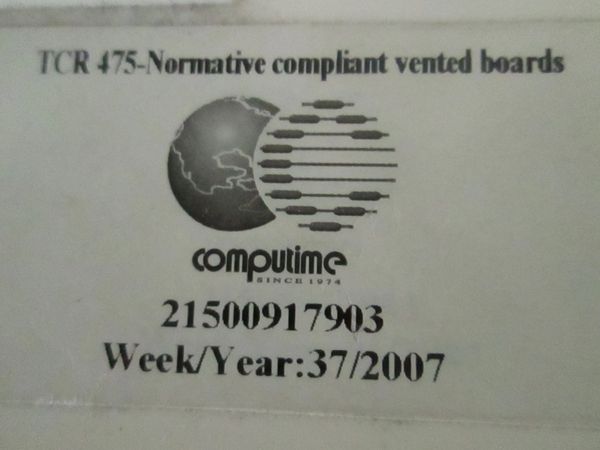 TCR 475-Normative compliant vented boards
computime
SINCE 1974
21500917903
Week/Year:37/2007